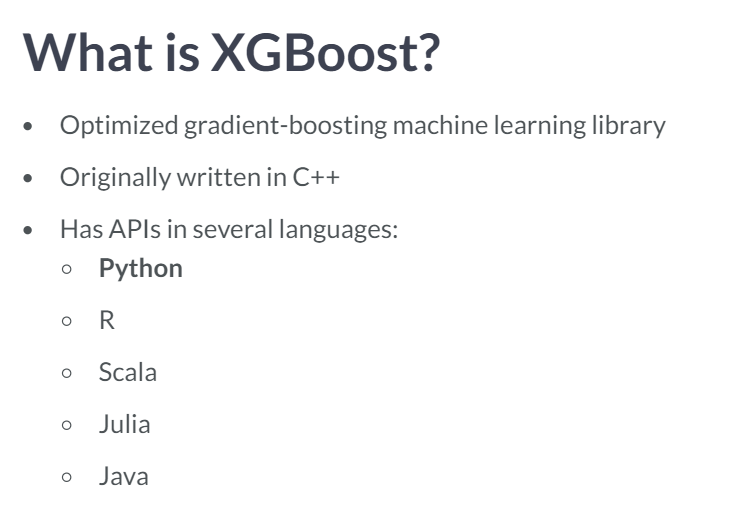 What is XGBoost?
• Optimized gradient-boosting machine learning library
• Originally written in C++
• Has APIs in several languages:
○ Python
○ R
○ Scala
○ Julia
○ Java